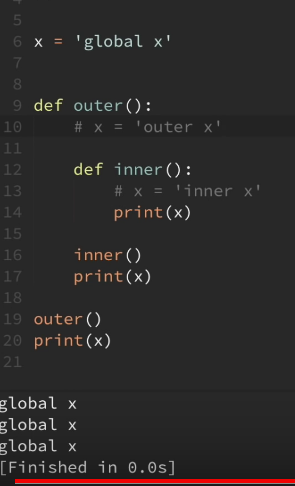 5
6 x = 'global x'
7
8
9 def outer():
10     # x = 'outer x'
11
12     def inner():
13         # x = 'inner x'
14         print(x)
15
16     inner()
17     print(x)
18
19 outer()
20 print(x)
21
global x
global x
global x
[Finished in 0.0s]